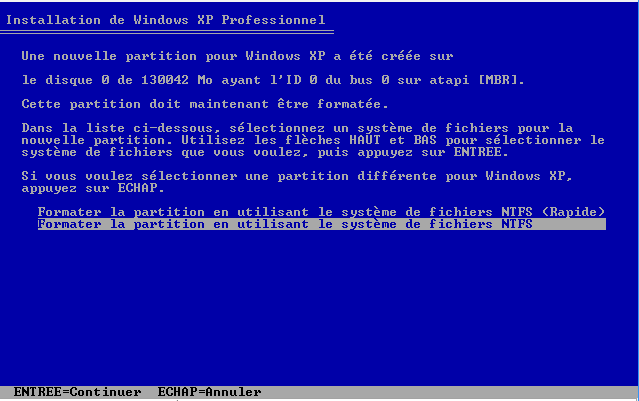 Installation de Windows XP Professionnel
Une nouvelle partition pour Windows XP a été créée sur
le disque 0 de 130042 Mo ayant l'ID 0 du bus 0 sur atapi [MBR].
Cette partition doit maintenant être formatée.
Dans la liste ci-dessous, sélectionnez un système de fichiers pour la
nouvelle partition. Utilisez les flèches HAUT et BAS pour sélectionner le
système de fichiers que vous voulez, puis appuyez sur ENTREE.
Si vous voulez sélectionner une partition différente pour Windows XP,
appuyez sur ECHAP.
Formater la partition en utilisant le système de fichiers NTFS (Rapide)
Formater la partition en utilisant le système de fichiers NTFS
ENTREE=Continuer ECHAP=Annuler